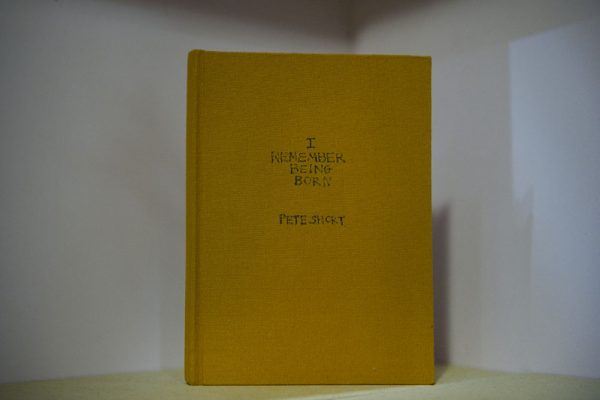 I
REMEMBER
BEING
BORN
PETE SHORT